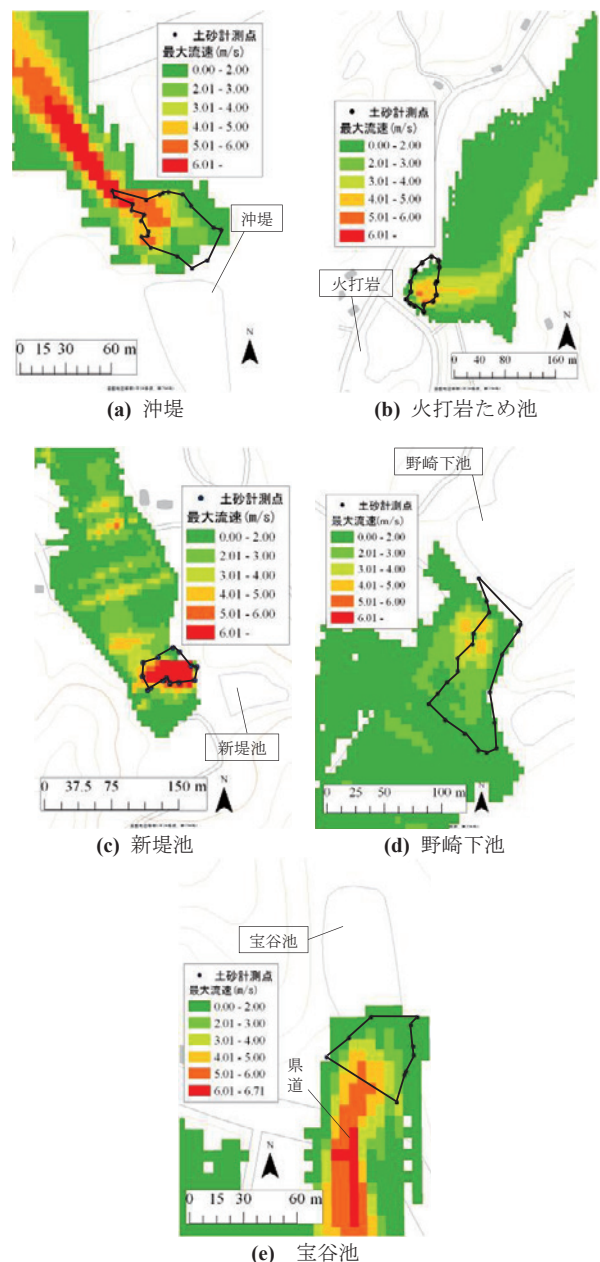 土砂計測点
最大流速(m/s)
0.00 - 2.00
2.01 - 3.00
3.01 - 4.00
4.01 - 5.00
5.01 - 6.00
6.01 -
沖堤
0 15 30 60 m
N
(a) 沖堤
土砂計測点
最大流速(m/s)
0.00 - 2.00
2.01 - 3.00
3.01 - 4.00
4.01 - 5.00
5.01 - 6.00
6.01 -
火打岩
N
0 40 80 160 m
(b) 火打岩ため池
土砂計測点
最大流速(m/s)
0.00 - 2.00
2.01 - 3.00
3.01 - 4.00
4.01 - 5.00
5.01 - 6.00
6.01 -
新堤池
0 37.5 75 150 m
N
(c) 新堤池
野崎下池
土砂計測点
最大流速(m/s)
0.00 - 2.00
2.01 - 3.00
3.01 - 4.00
4.01 - 5.00
5.01 - 6.00
6.01 -
0 25 50 100 m
N
(d) 野崎下池
宝谷池
土砂計測点
最大流速(m/s)
0.00 - 2.00
2.01 - 3.00
3.01 - 4.00
4.01 - 5.00
5.01 - 6.00
6.01 - 6.71
県道
N
0 15 30 60 m
(e) 宝谷池